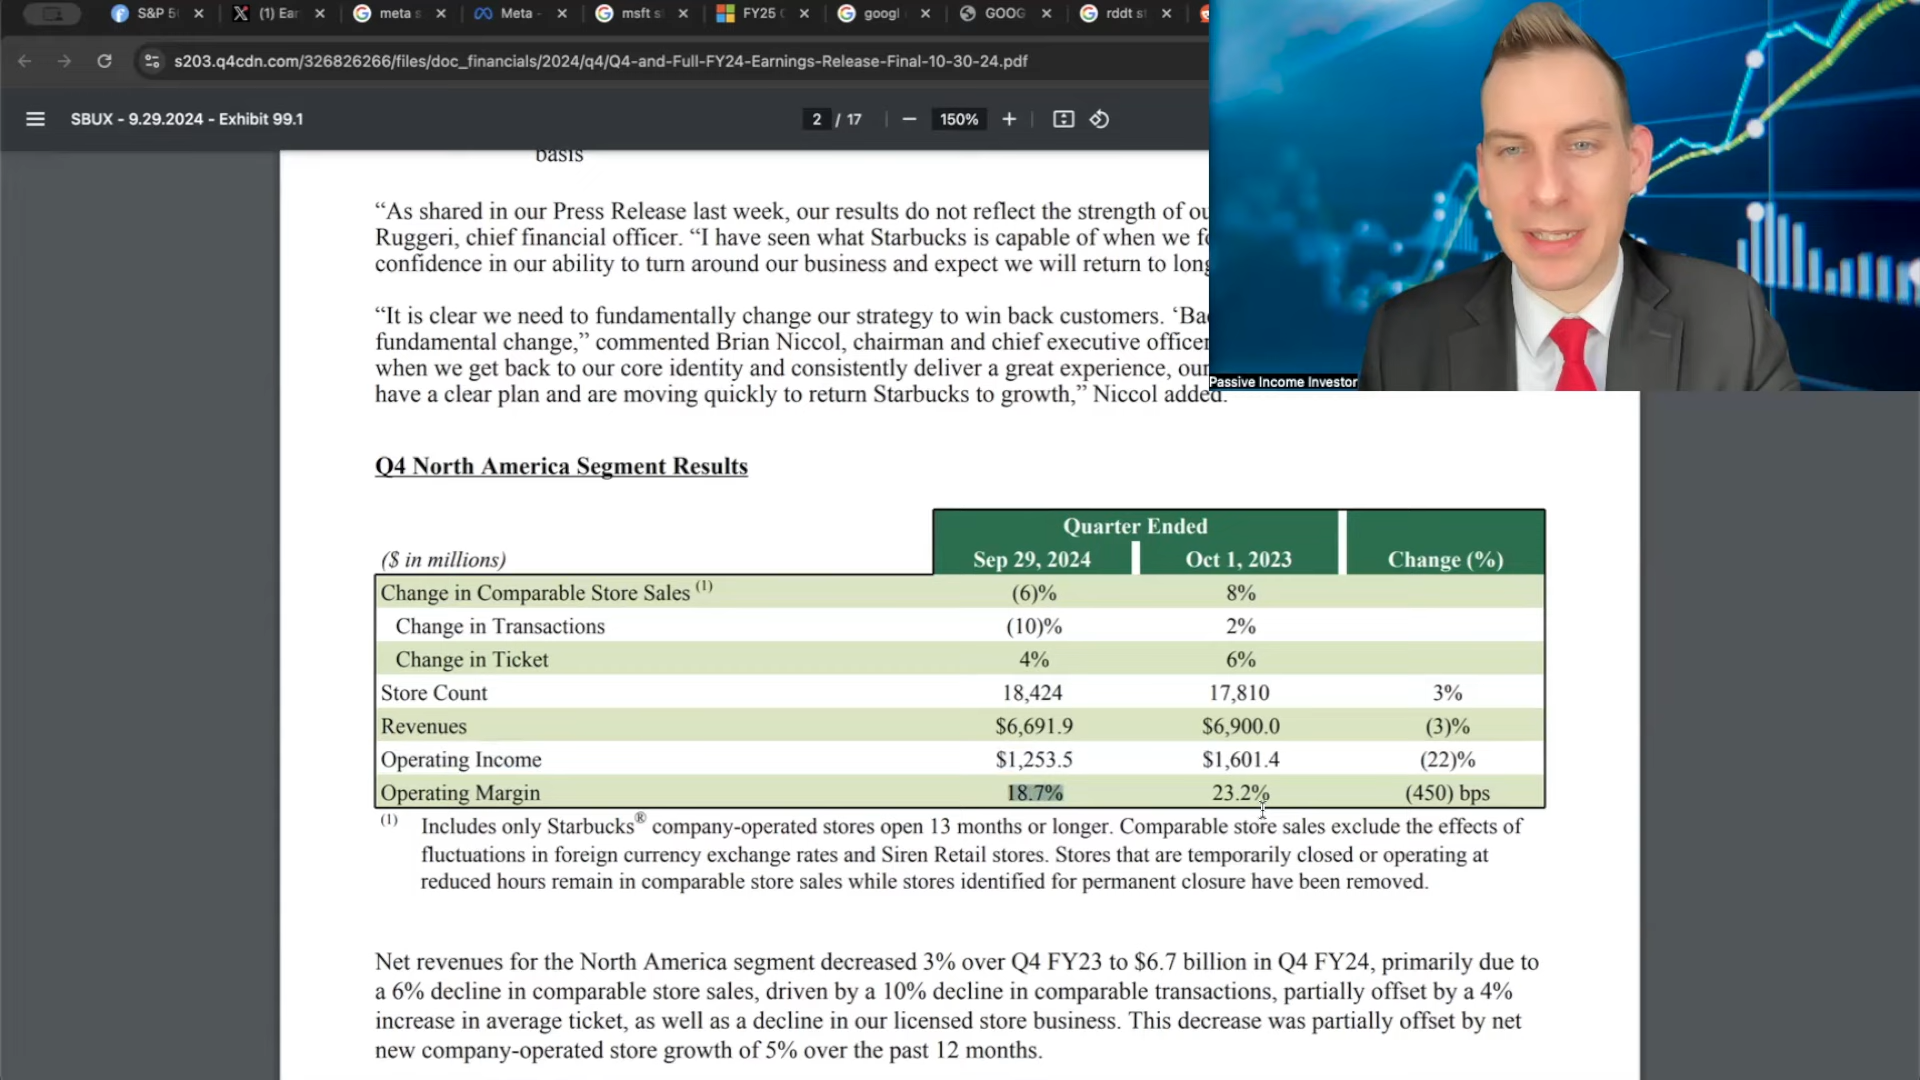 S&P 5
(1) Ear
meta s
Meta -
msft s
FY25 C
googl
GOOG
rddt st
s203.q4cdn.com/326826266/files/doc_financials/2024/q4/Q4-and-Full-FY24-Earnings-Release-Final-10-30-24.pdf
SBUX - 9.29.2024 - Exhibit 99.1
2 / 17
150%
basis
“As shared in our Press Release last week, our results do not reflect the strength of ou
Ruggeri, chief financial officer. “I have seen what Starbucks is capable of when we fo
confidence in our ability to turn around our business and expect we will return to long
“It is clear we need to fundamentally change our strategy to win back customers. ‘Ba
fundamental change,” commented Brian Niccol, chairman and chief executive officer
when we get back to our core identity and consistently deliver a great experience, our
have a clear plan and are moving quickly to return Starbucks to growth,” Niccol added.
Passive Income Investor
Q4 North America Segment Results
Quarter Ended
($ in millions) Sep 29, 2024 Oct 1, 2023 Change (%)
Change in Comparable Store Sales (1) (6)% 8%
Change in Transactions (10)% 2%
Change in Ticket 4% 6%
Store Count 18,424 17,810 3%
Revenues $6,691.9 $6,900.0 (3)%
Operating Income $1,253.5 $1,601.4 (22)%
Operating Margin 18.7% 23.2% (450) bps
(1) Includes only Starbucks® company-operated stores open 13 months or longer. Comparable store sales exclude the effects of
fluctuations in foreign currency exchange rates and Siren Retail stores. Stores that are temporarily closed or operating at
reduced hours remain in comparable store sales while stores identified for permanent closure have been removed.
Net revenues for the North America segment decreased 3% over Q4 FY23 to $6.7 billion in Q4 FY24, primarily due to
a 6% decline in comparable store sales, driven by a 10% decline in comparable transactions, partially offset by a 4%
increase in average ticket, as well as a decline in our licensed store business. This decrease was partially offset by net
new company-operated store growth of 5% over the past 12 months.